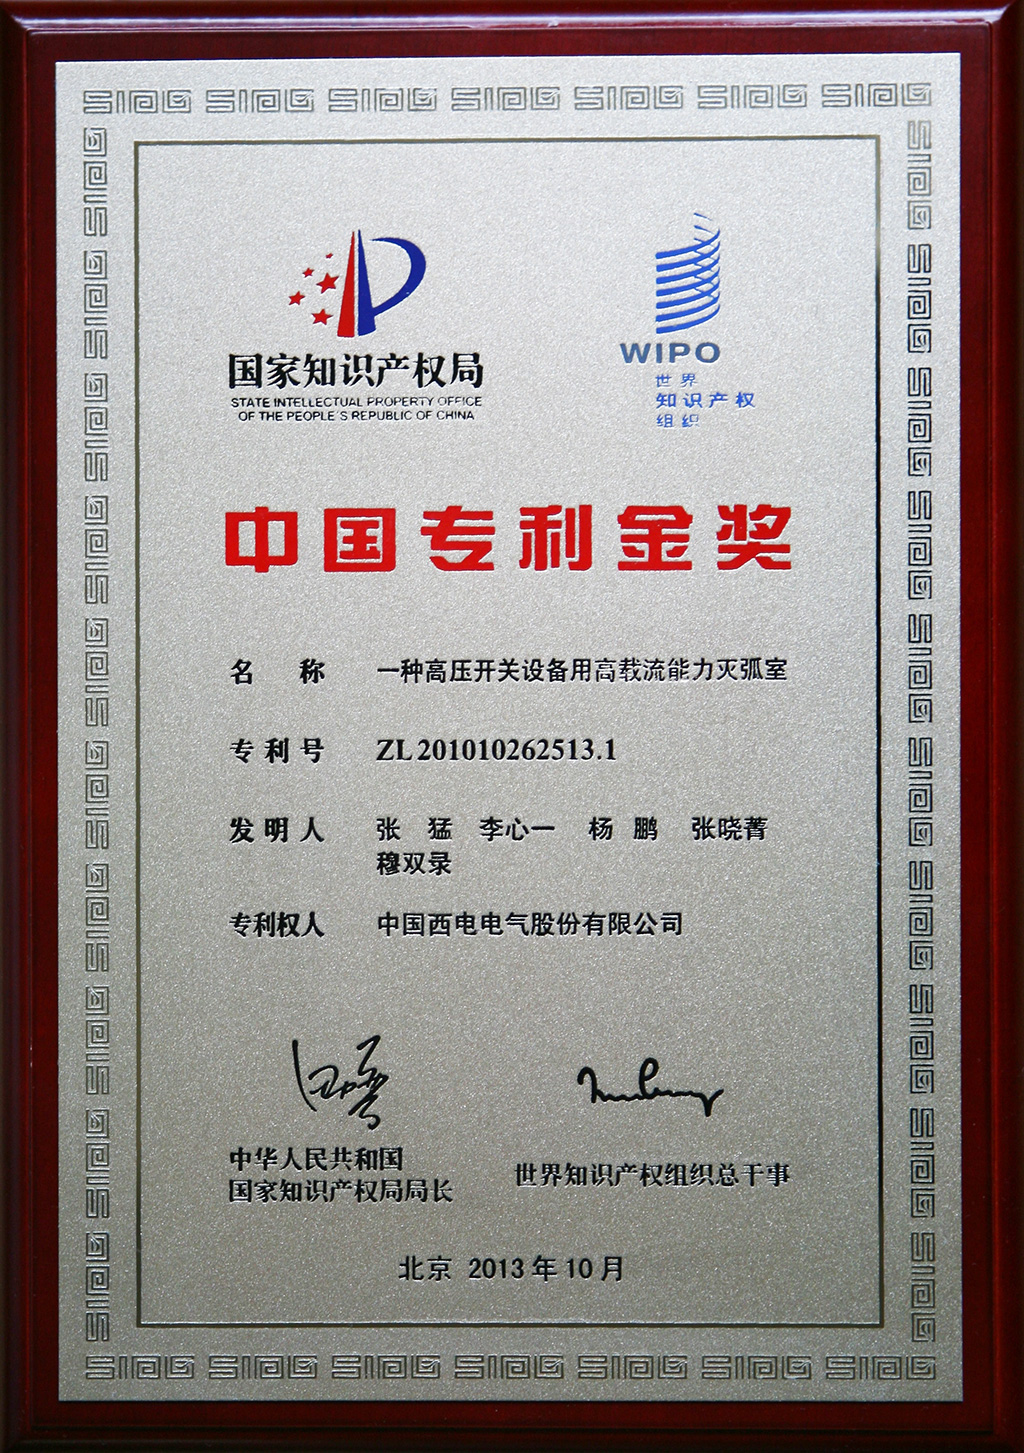 国家知识产权局
STATE INTELLECTUAL PROPERTY OFFICE
OF THE PEOPLE'S REPUBLIC OF CHINA
WIPO
世界
知识产权
组织
中国专利金奖
名 称 一种高压开关设备用高载流能力灭弧室
专利号 ZL 201010262513.1
发明人 张 猛 李心一 杨 鹏 张晓菁
穆双录
专利权人 中国西电电气股份有限公司
中华人民共和国
国家知识产权局局长
世界知识产权组织总干事
北京 2013年10月